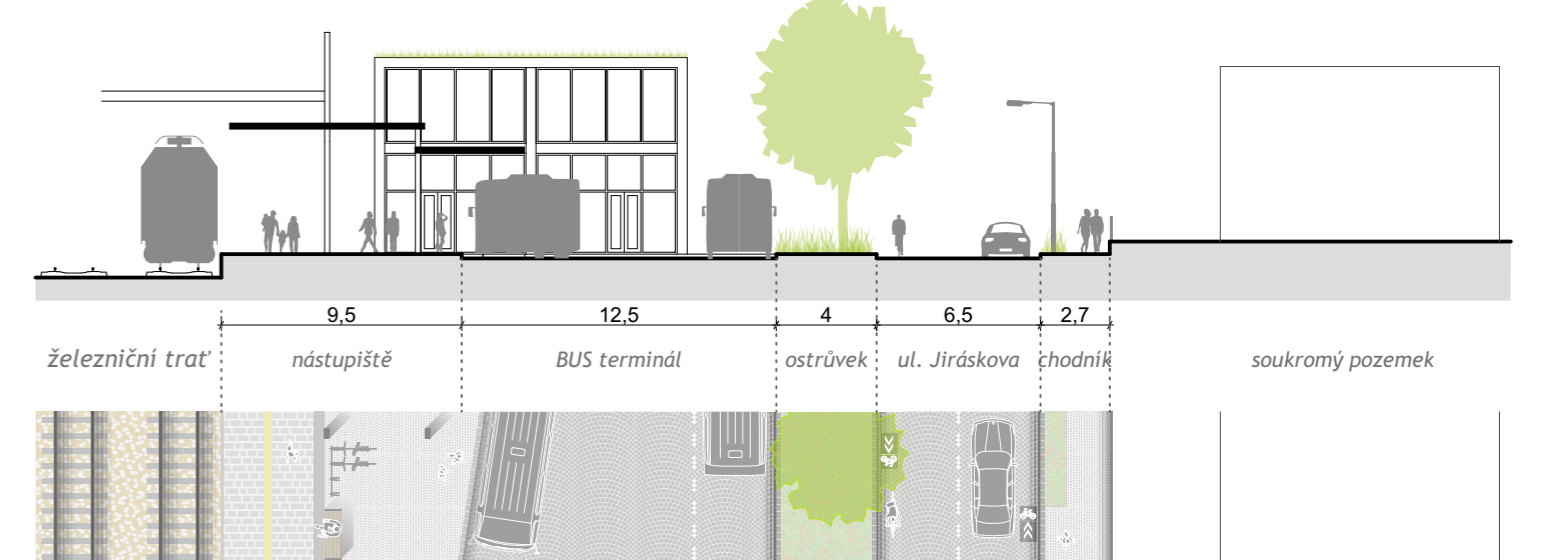 9,5 12,5 4 6,5 2,7
železniční trať nástupiště BUS terminál ostrůvek ul. Jiráskova chodník soukromý pozemek